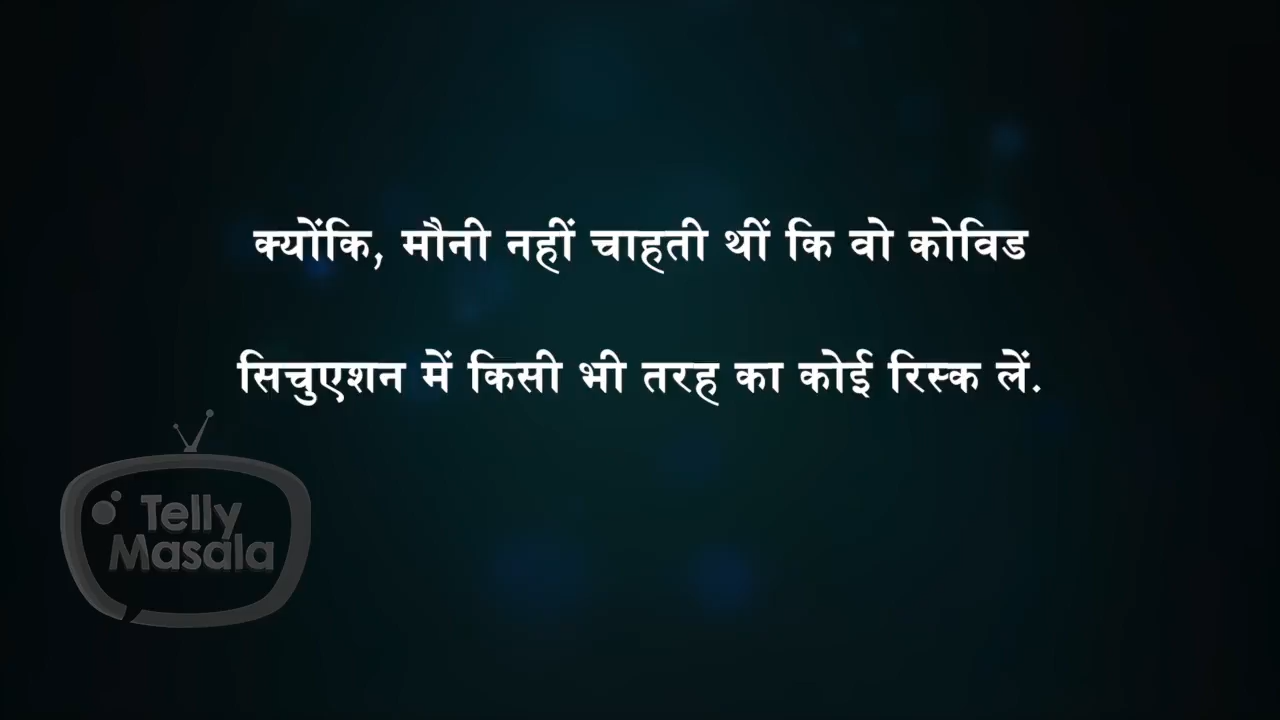 क्योंकि, मौनी नहीं चाहती थीं कि वो कोविड
सिचुएशन में किसी भी तरह का कोई रिस्क लें.
Telly
Masala